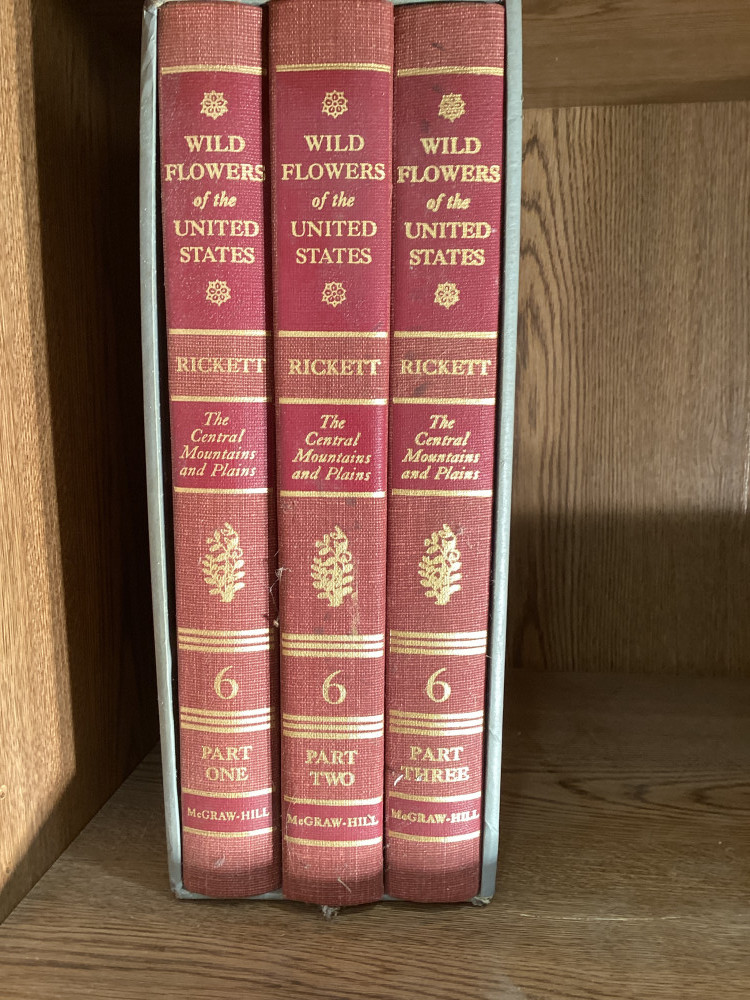 WILD
FLOWERS
of the
UNITED
STATES
RICKETT
The
Central
Mountains
and Plains
6
PART
ONE
McGRAW-HILL
WILD
FLOWERS
of the
UNITED
STATES
RICKETT
The
Central
Mountains
and Plains
6
PART
TWO
McGRAW-HILL
WILD
FLOWERS
of the
UNITED
STATES
RICKETT
The
Central
Mountains
and Plains
6
PART
THREE
McGRAW-HILL